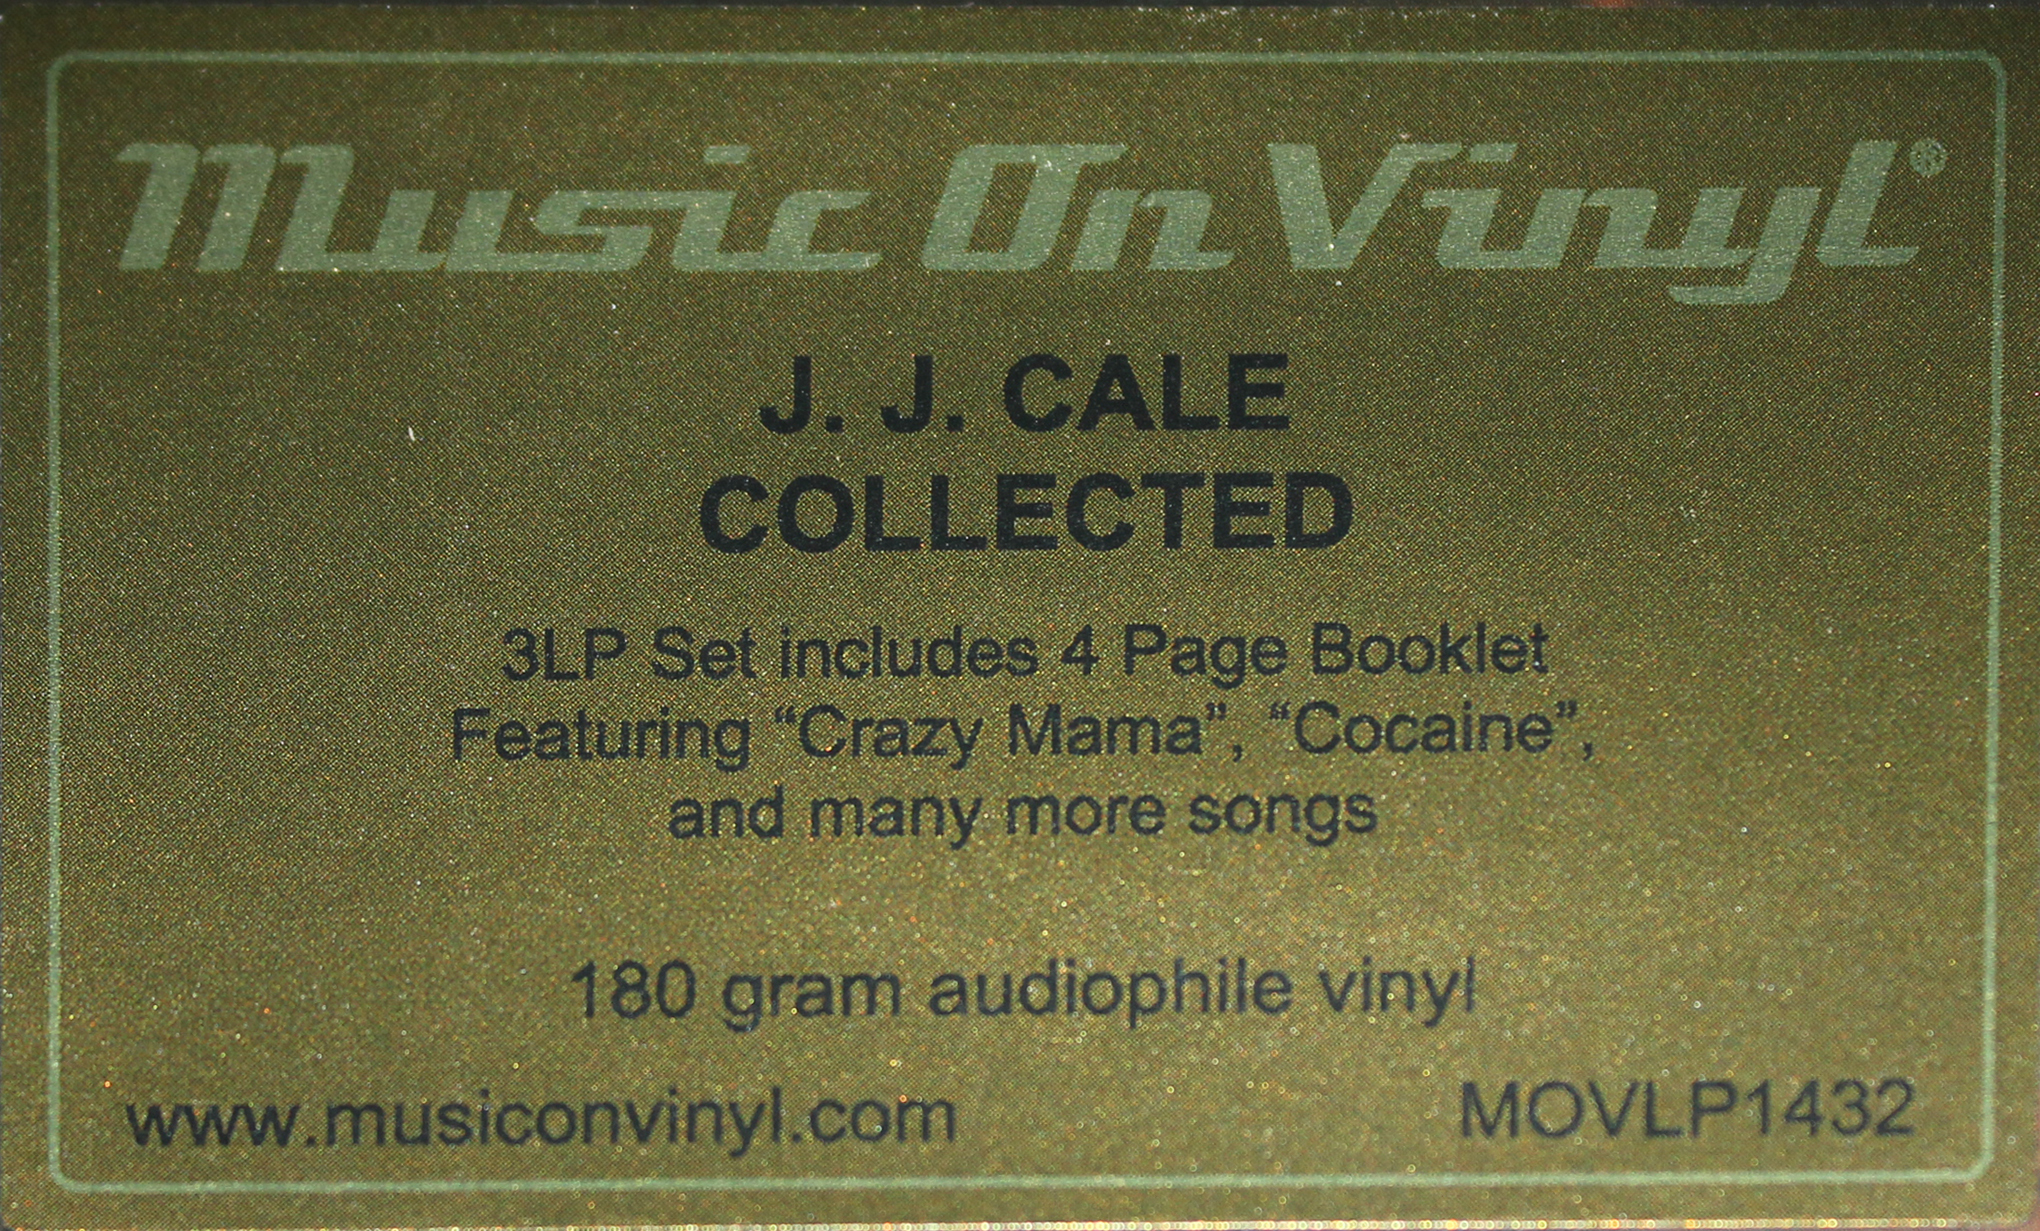 Music On Vinyl®
J. J. CALE
COLLECTED
3LP Set includes 4 Page Booklet
Featuring “Crazy Mama”, “Cocaine”,
and many more songs
180 gram audiophile vinyl
www.musiconvinyl.com
MOVLP1432